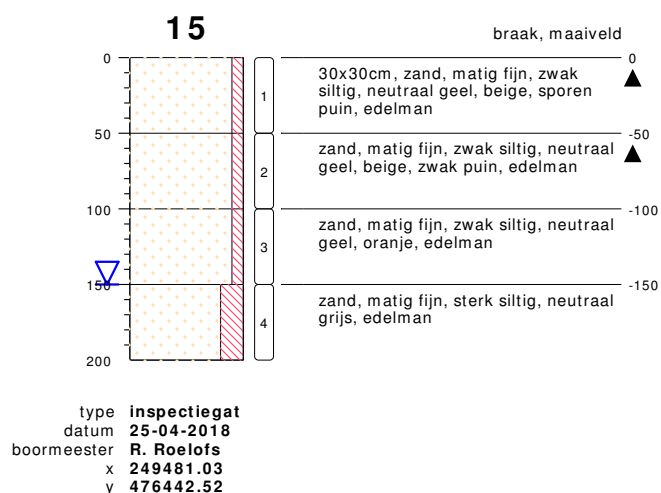 15
braak, maaiveld
0
0
1
30x30cm, zand, matig fijn, zwak
siltig, neutraal geel, beige, sporen
puin, edelman
50
-50
2
zand, matig fijn, zwak siltig, neutraal
geel, beige, zwak puin, edelman
100
-100
3
zand, matig fijn, zwak siltig, neutraal
geel, oranje, edelman
150
-150
4
zand, matig fijn, sterk siltig, neutraal
grijs, edelman
200
type inspectiegat
datum 25-04-2018
boormeester R. Roelofs
x 249481.03
y 476442.52